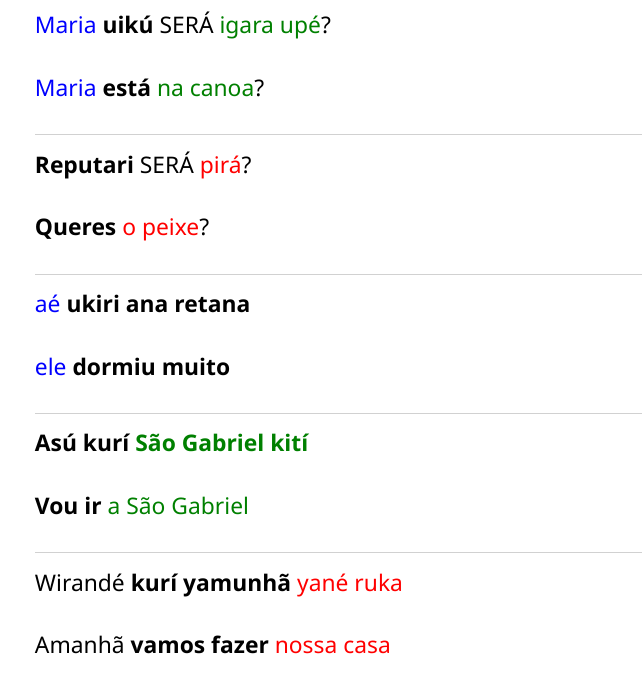 Maria uikú SERÁ igara upé?
Maria está na canoa?
Reputari SERÁ pirá?
Queres o peixe?
aé ukiri ana retana
ele dormiu muito
Asú kurí São Gabriel kití
Vou ir a São Gabriel
Wirandé kurí yamunhã yané ruka
Amanhã vamos fazer nossa casa